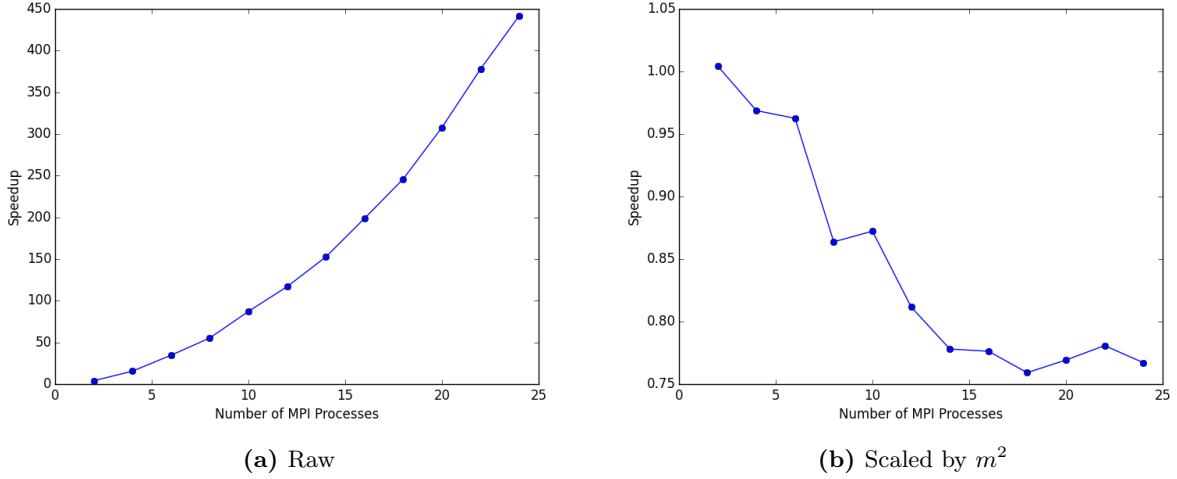 450
400
350
300
250
200
150
100
50
0
Speedup
0 5 10 15 20 25
Number of MPI Processes
(a) Raw
1.05
1.00
0.95
0.90
0.85
0.80
0.75
Speedup
0 5 10 15 20 25
Number of MPI Processes
(b) Scaled by m²